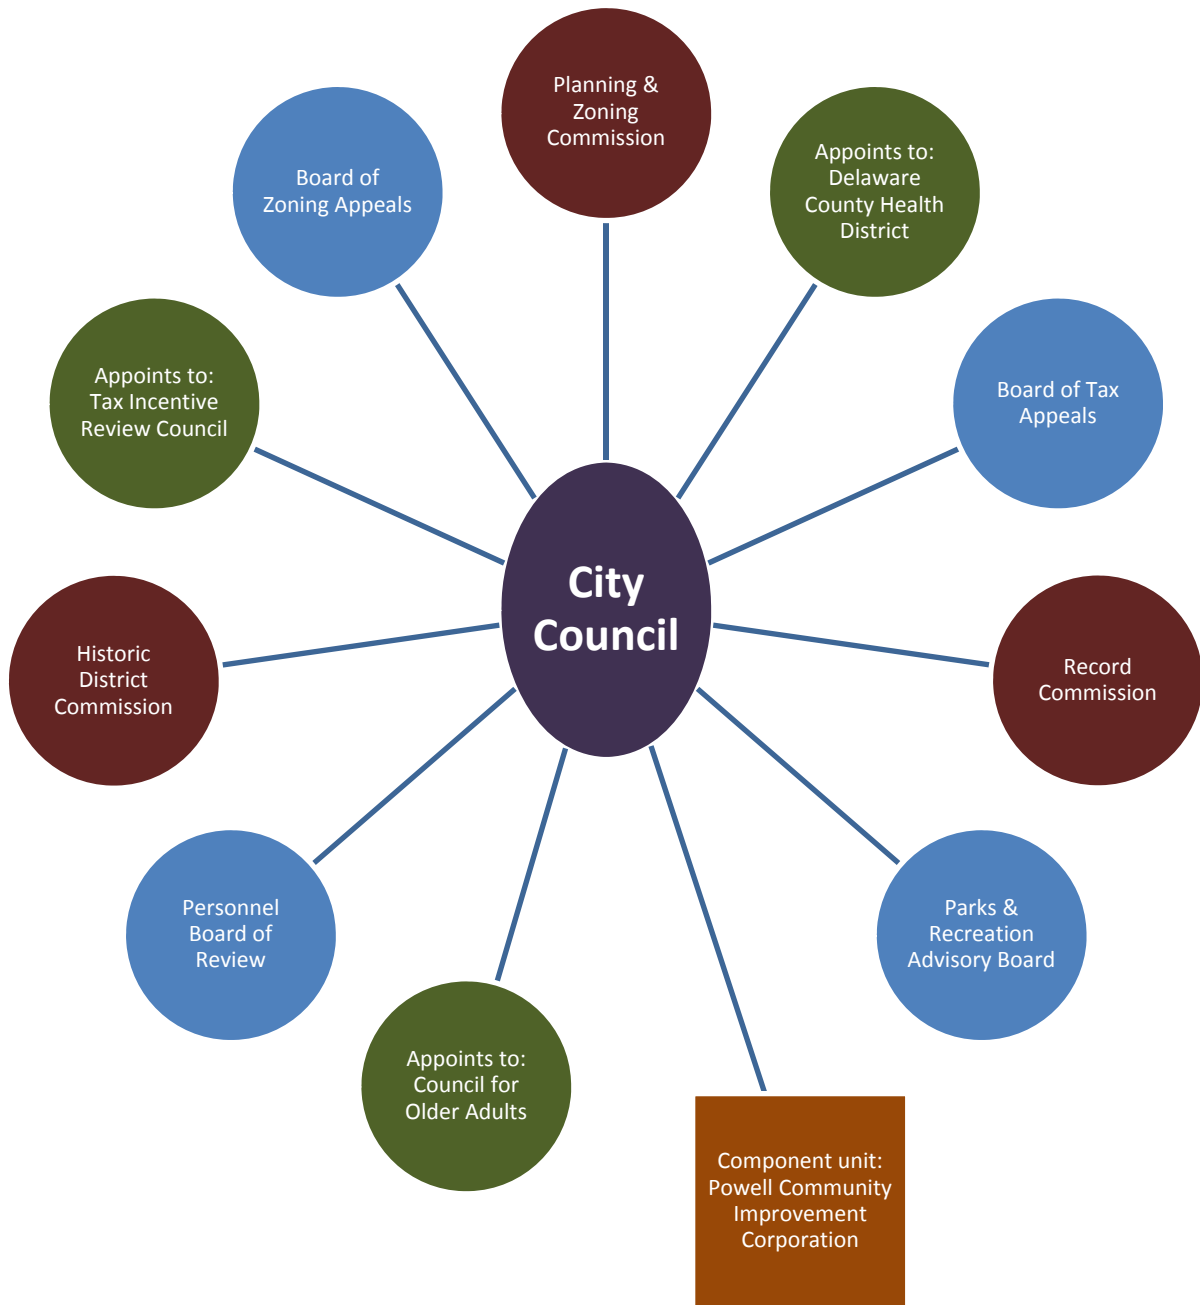 Planning &
Zoning
Commission
Appoints to:
Delaware
County Health
District
Board of
Zoning Appeals
Appoints to:
Tax Incentive
Review Council
Board of Tax
Appeals
City
Council
Historic
District
Commission
Record
Commission
Personnel
Board of
Review
Parks &
Recreation
Advisory Board
Appoints to:
Council for
Older Adults
Component unit:
Powell Community
Improvement
Corporation